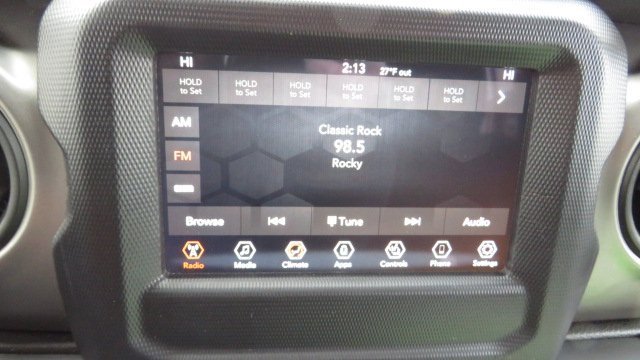 HI 2:13 27°F out HI
HOLD to Set HOLD to Set HOLD to Set HOLD to Set HOLD to Set HOLD to Set
AM
Classic Rock
98.5
FM
Rocky
Browse Tune Audio
Radio Media Climate Apps Controls Phone Settings